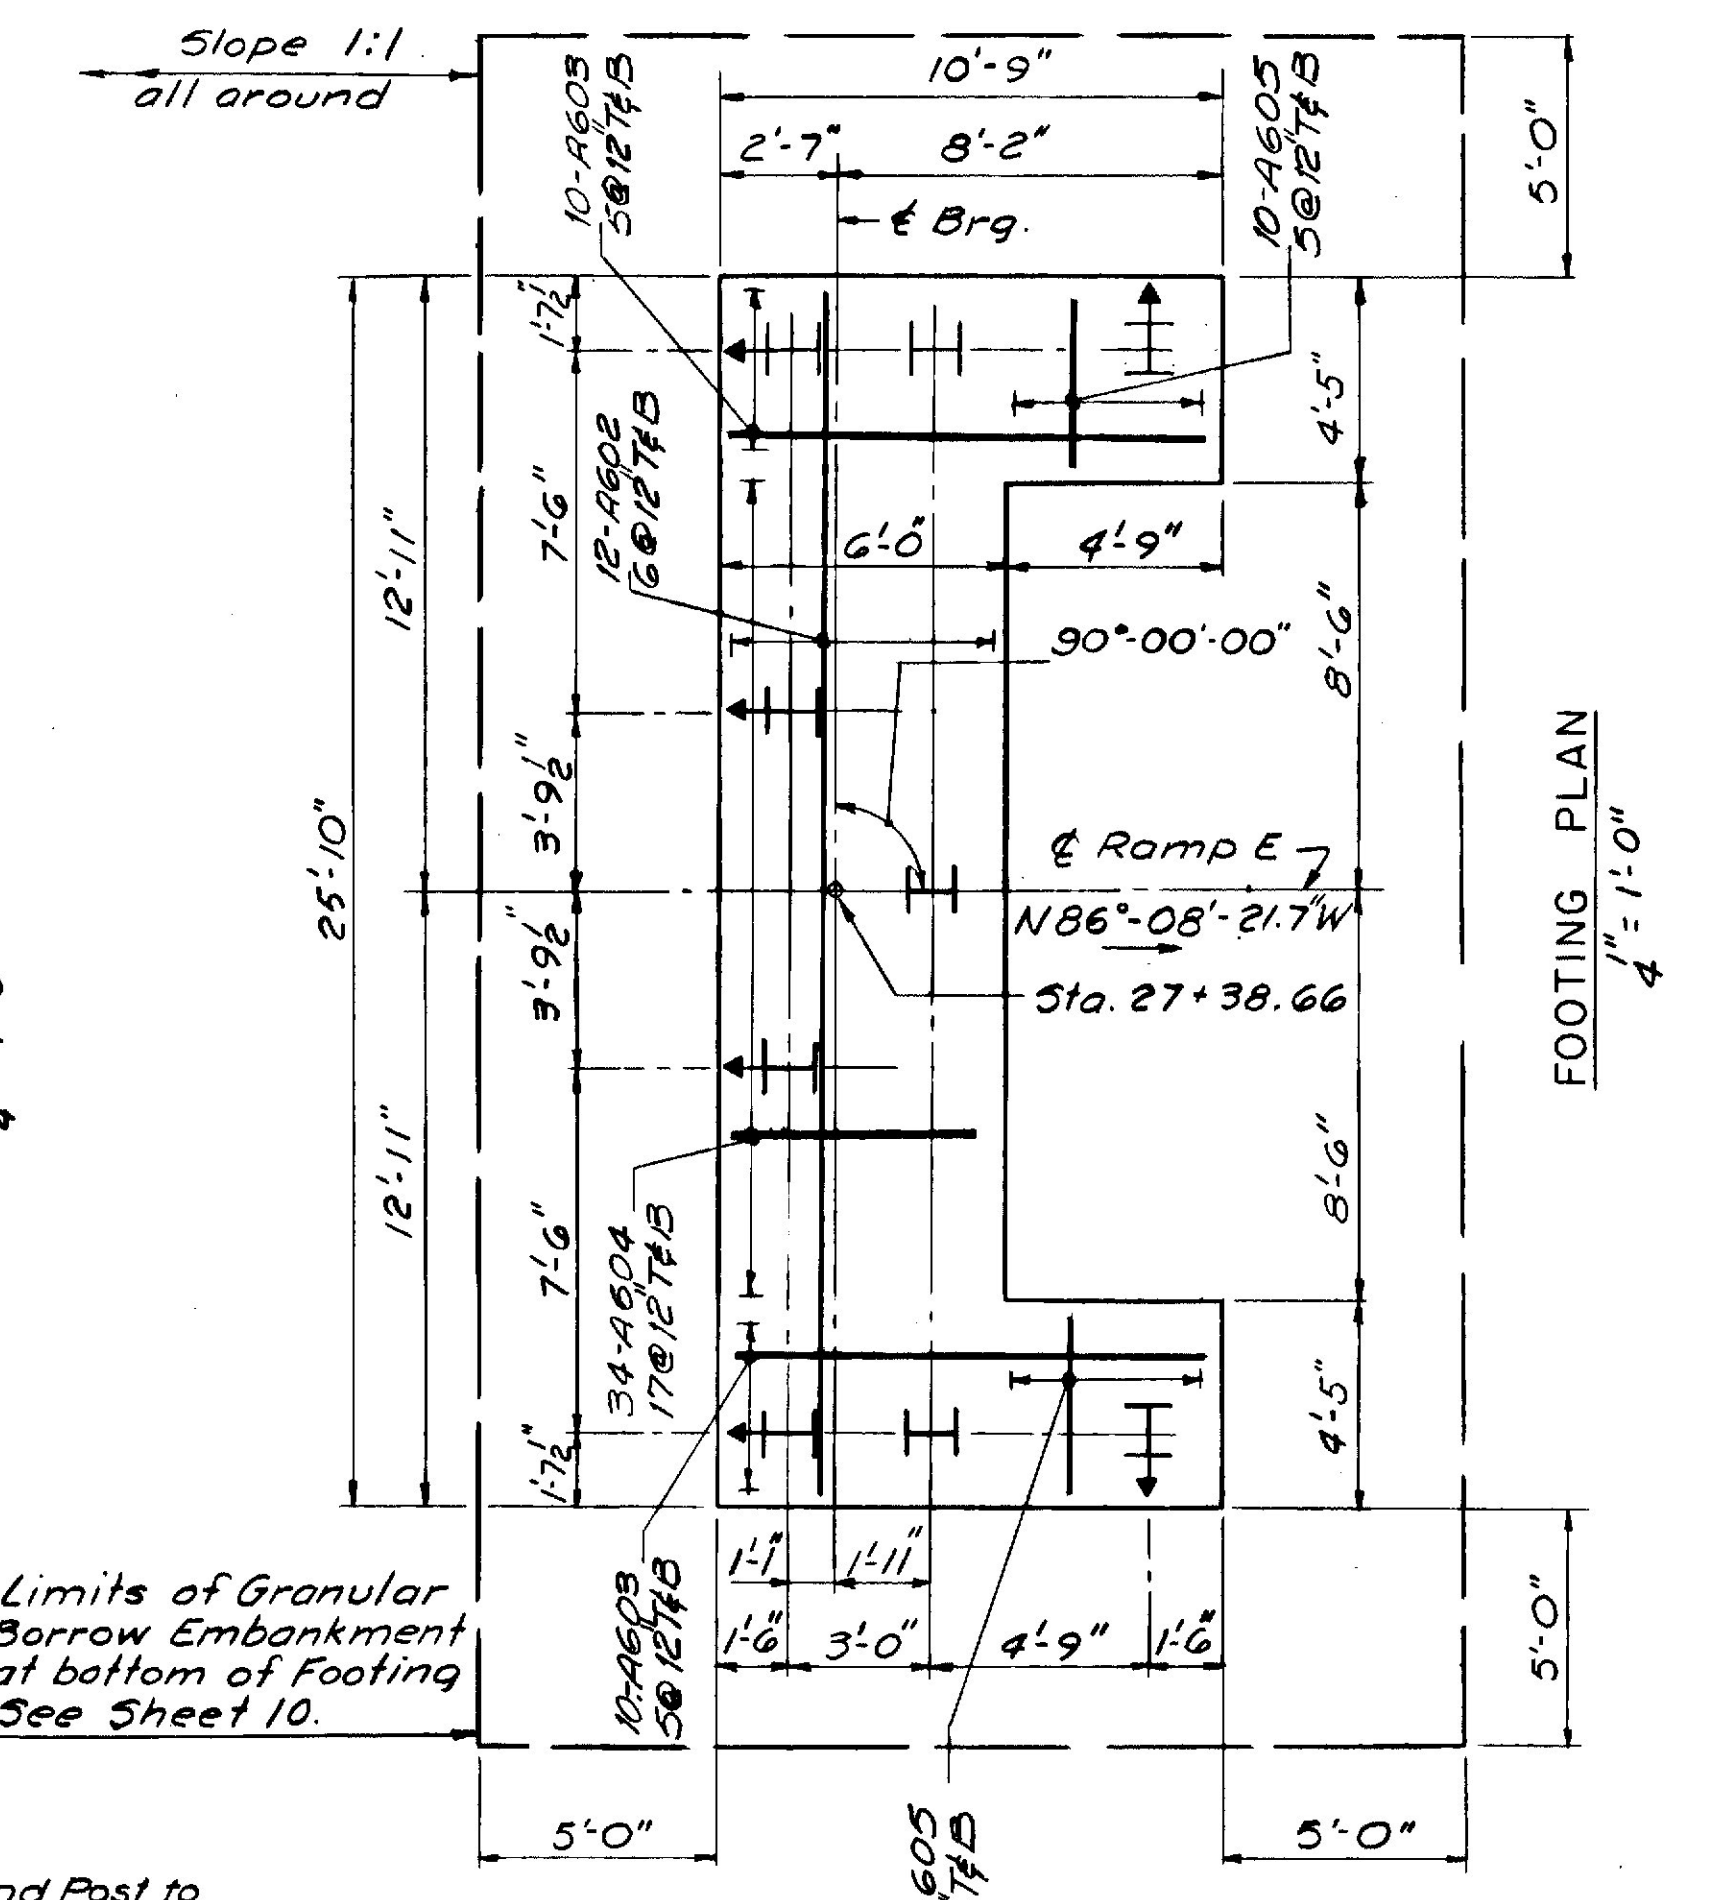 Slope 1:1
all around
10-A603
5@12"T&B
10'-9"
2'-7"
8'-2"
℄ Brg.
10-A605
5@12"T&B
5'-0"
1'-7½"
4'-5"
12-A602
6@12"T&B
7'-6"
12'-11"
6'-0"
4'-9"
90°-00'-00"
8'-6"
3'-9½"
25'-10"
℄ Ramp E
N86°-08'-21.7"W
Sta. 27+38.66
FOOTING PLAN
¼"=1'-0"
3'-9½"
12'-11"
7'-6"
34-A604
17@12"T&B
8'-6"
4'-5"
1'-7½"
10-A603
5@12"T&B
1'-1"
1'-11"
1'-6"
3'-0"
4'-9"
1'-6"
5'-0"
Limits of Granular
Borrow Embankment
at bottom of Footing
See Sheet 10.
5'-0"
5'-0"
605
"T&B
nd Post to